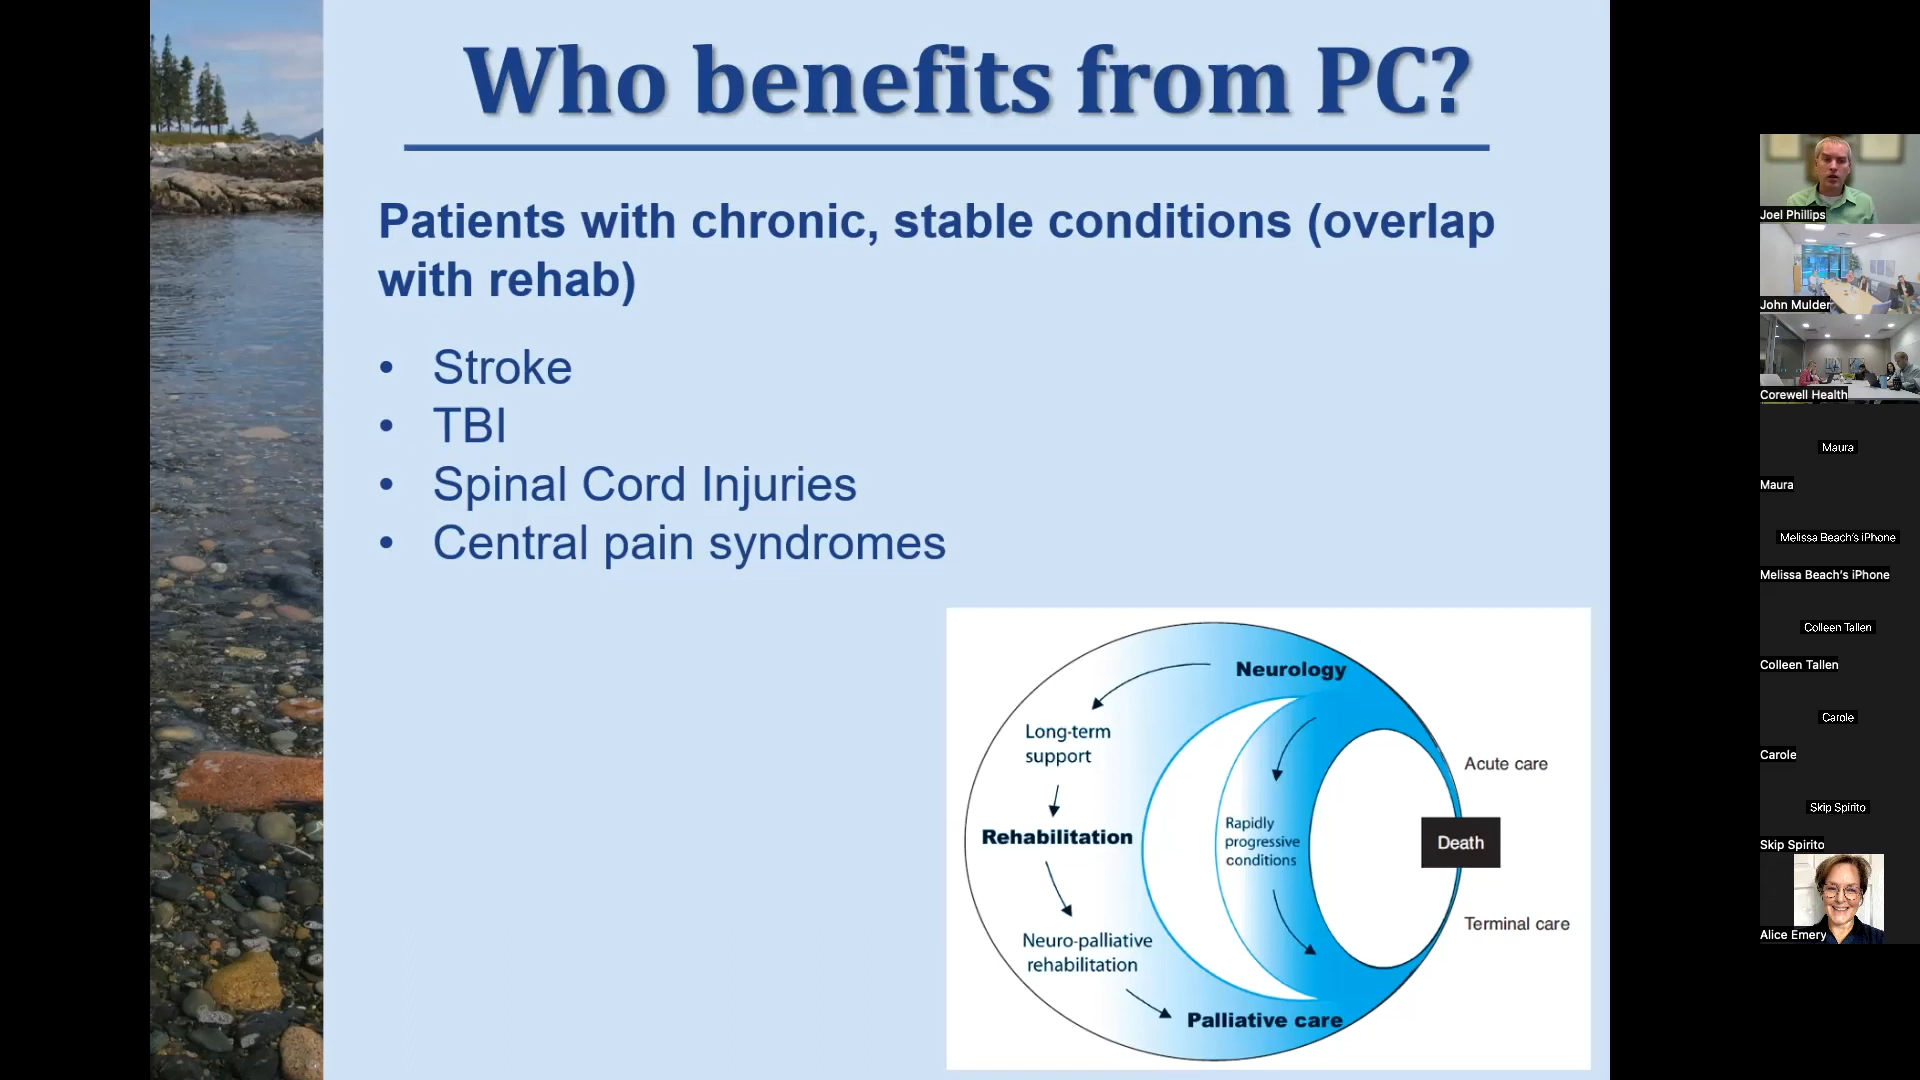 Who benefits from PC?
Patients with chronic, stable conditions (overlap
with rehab)
• Stroke
• TBI
• Spinal Cord Injuries
• Central pain syndromes
Neurology
Long-term
support
Rehabilitation
Neuro-palliative
rehabilitation
Palliative care
Rapidly
progressive
conditions
Acute care
Death
Terminal care
Joel Phillips
John Mulder
Corewell Health
Maura
Maura
Melissa Beach's iPhone
Melissa Beach's iPhone
Colleen Tallen
Colleen Tallen
Carole
Carole
Skip Spirito
Skip Spirito
Alice Emery